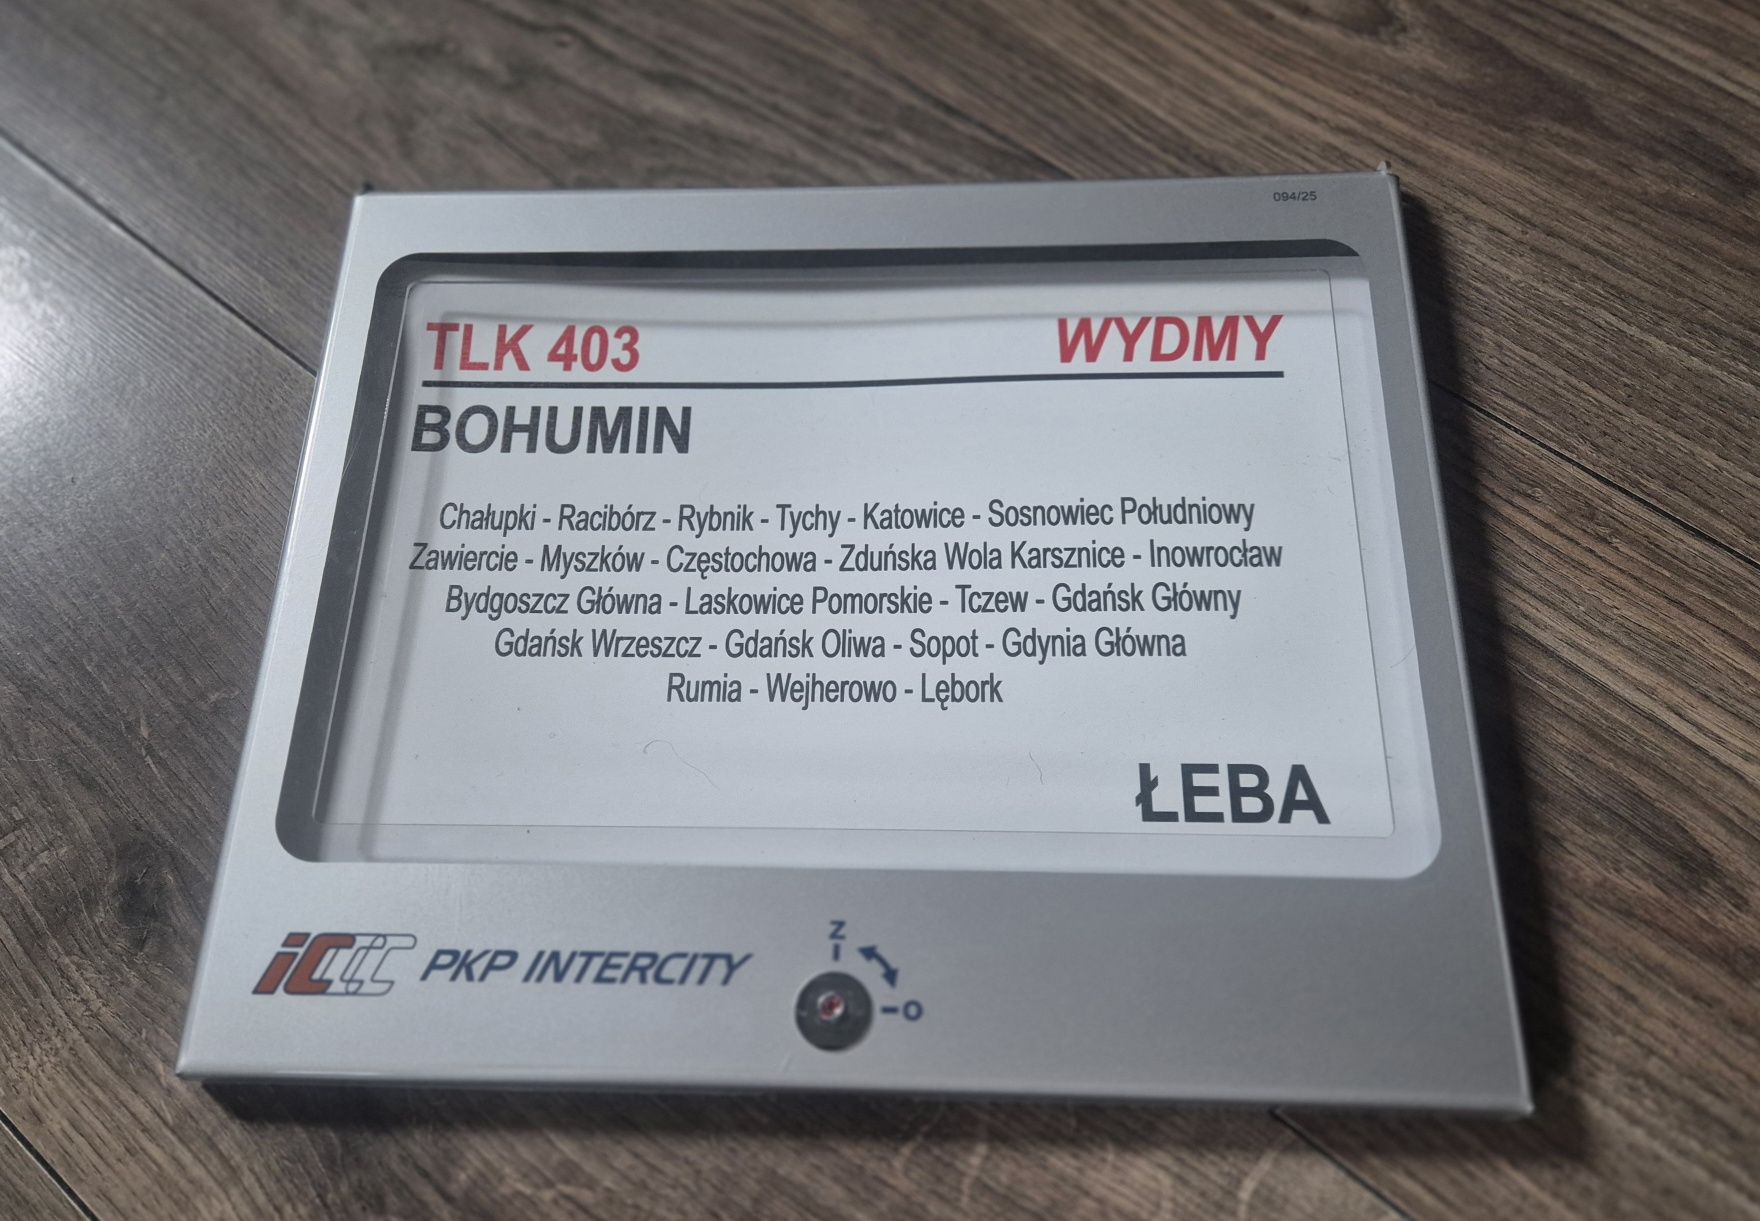 094/25
TLK 403 WYDMY
BOHUMIN
Chałupki - Racibórz - Rybnik - Tychy - Katowice - Sosnowiec Południowy
Zawiercie - Myszków - Częstochowa - Zduńska Wola Karsznice - Inowrocław
Bydgoszcz Główna - Laskowice Pomorskie - Tczew - Gdańsk Główny
Gdańsk Wrzeszcz - Gdańsk Oliwa - Sopot - Gdynia Główna
Rumia - Wejherowo - Lębork
ŁEBA
iC PKP INTERCITY
Z
O